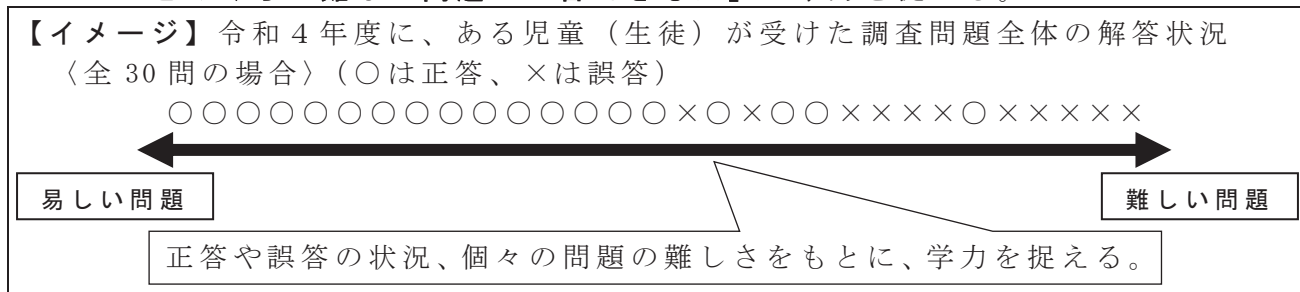 【イメージ】令和4年度に、ある児童（生徒）が受けた調査問題全体の解答状況
〈全30問の場合〉（○は正答、×は誤答）
○○○○○○○○○○○○○○○×○×○○××××○×××××
易しい問題
難しい問題
正答や誤答の状況、個々の問題の難しさをもとに、学力を捉える。